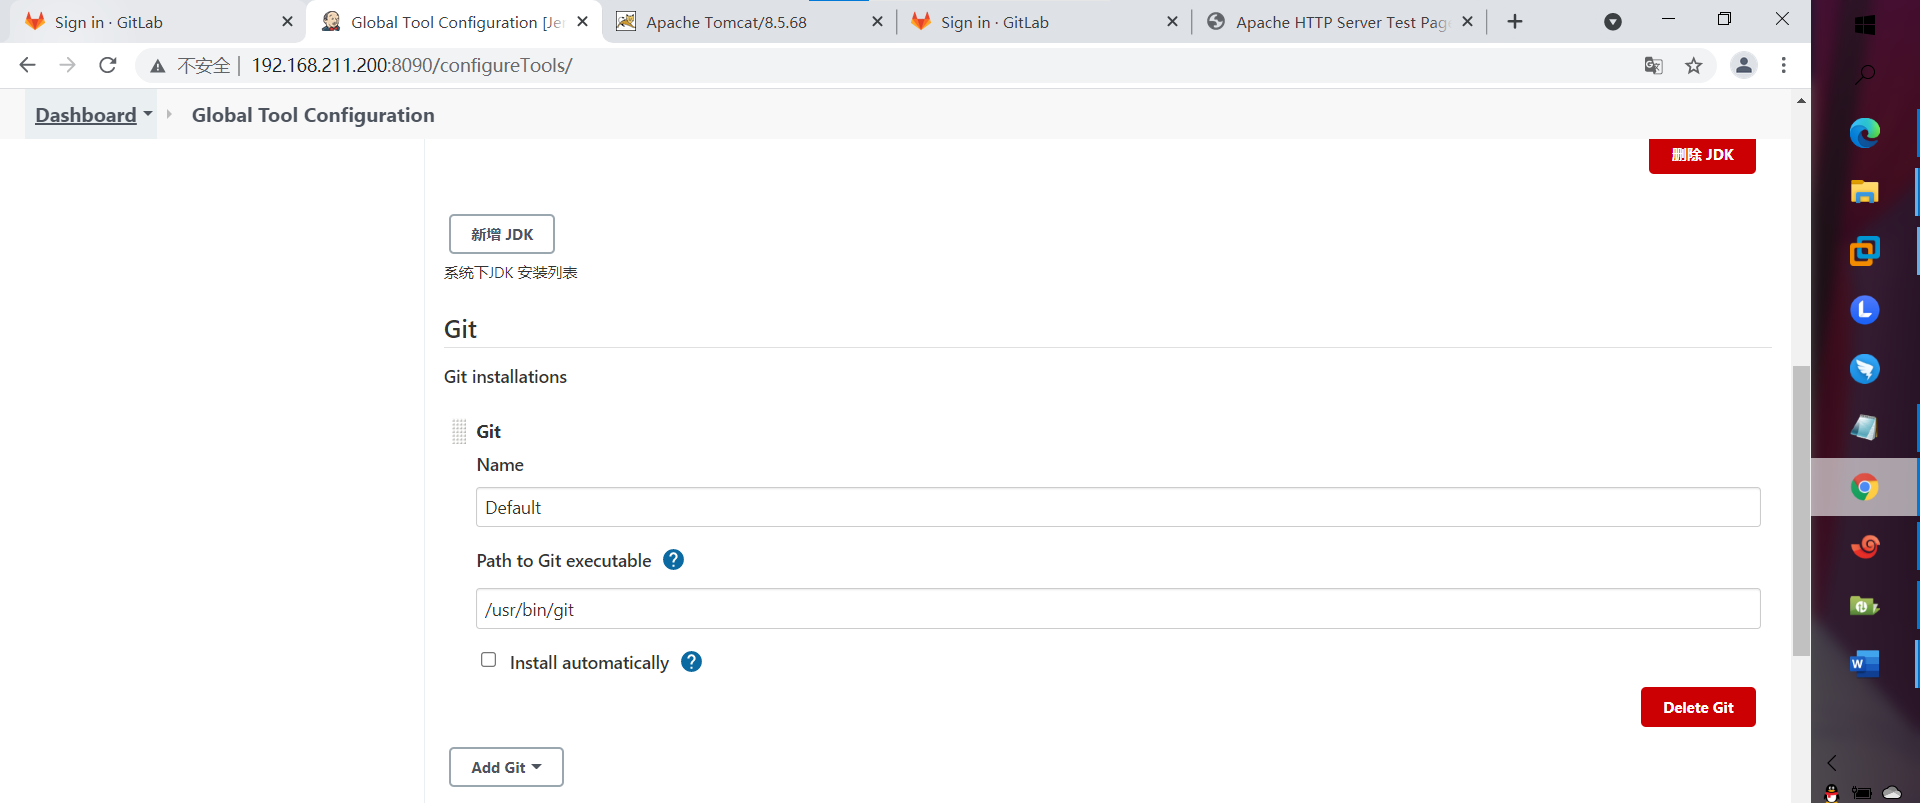 Sign in · GitLab
Global Tool Configuration [Je
Apache Tomcat/8.5.68
Sign in · GitLab
Apache HTTP Server Test Pag
不安全 | 192.168.211.200:8090/configureTools/
Dashboard
Global Tool Configuration
删除 JDK
新增 JDK
系统下JDK 安装列表
Git
Git installations
Git
Name
Default
Path to Git executable ?
/usr/bin/git
Install automatically ?
Delete Git
Add Git